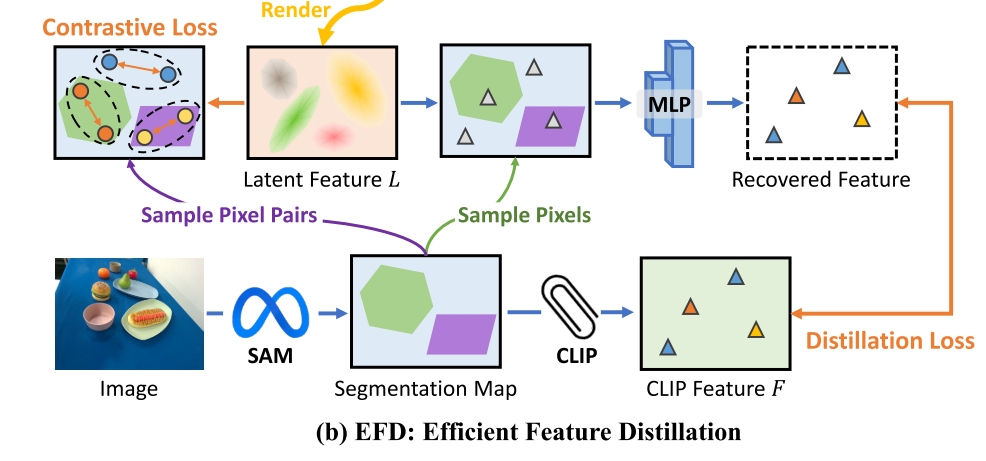 Render
Contrastive Loss
MLP
Latent Feature L
Recovered Feature
Sample Pixel Pairs
Sample Pixels
SAM
CLIP
Distillation Loss
Image
Segmentation Map
CLIP Feature F
(b) EFD: Efficient Feature Distillation